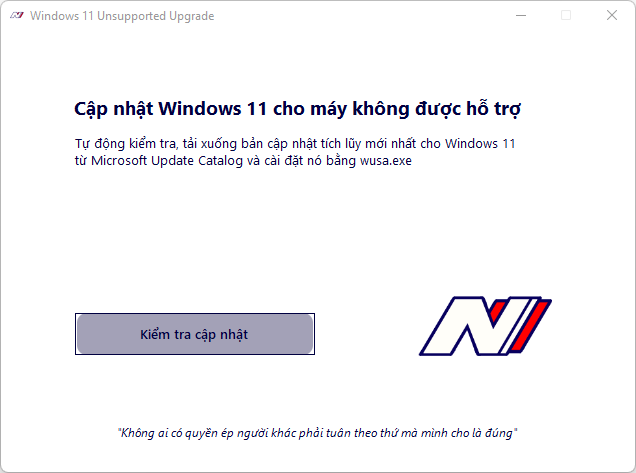 Windows 11 Unsupported Upgrade
Cập nhật Windows 11 cho máy không được hỗ trợ
Tự động kiểm tra, tải xuống bản cập nhật tích lũy mới nhất cho Windows 11
từ Microsoft Update Catalog và cài đặt nó bằng wusa.exe
Kiểm tra cập nhật
"Không ai có quyền ép người khác phải tuân theo thứ mà mình cho là đúng"